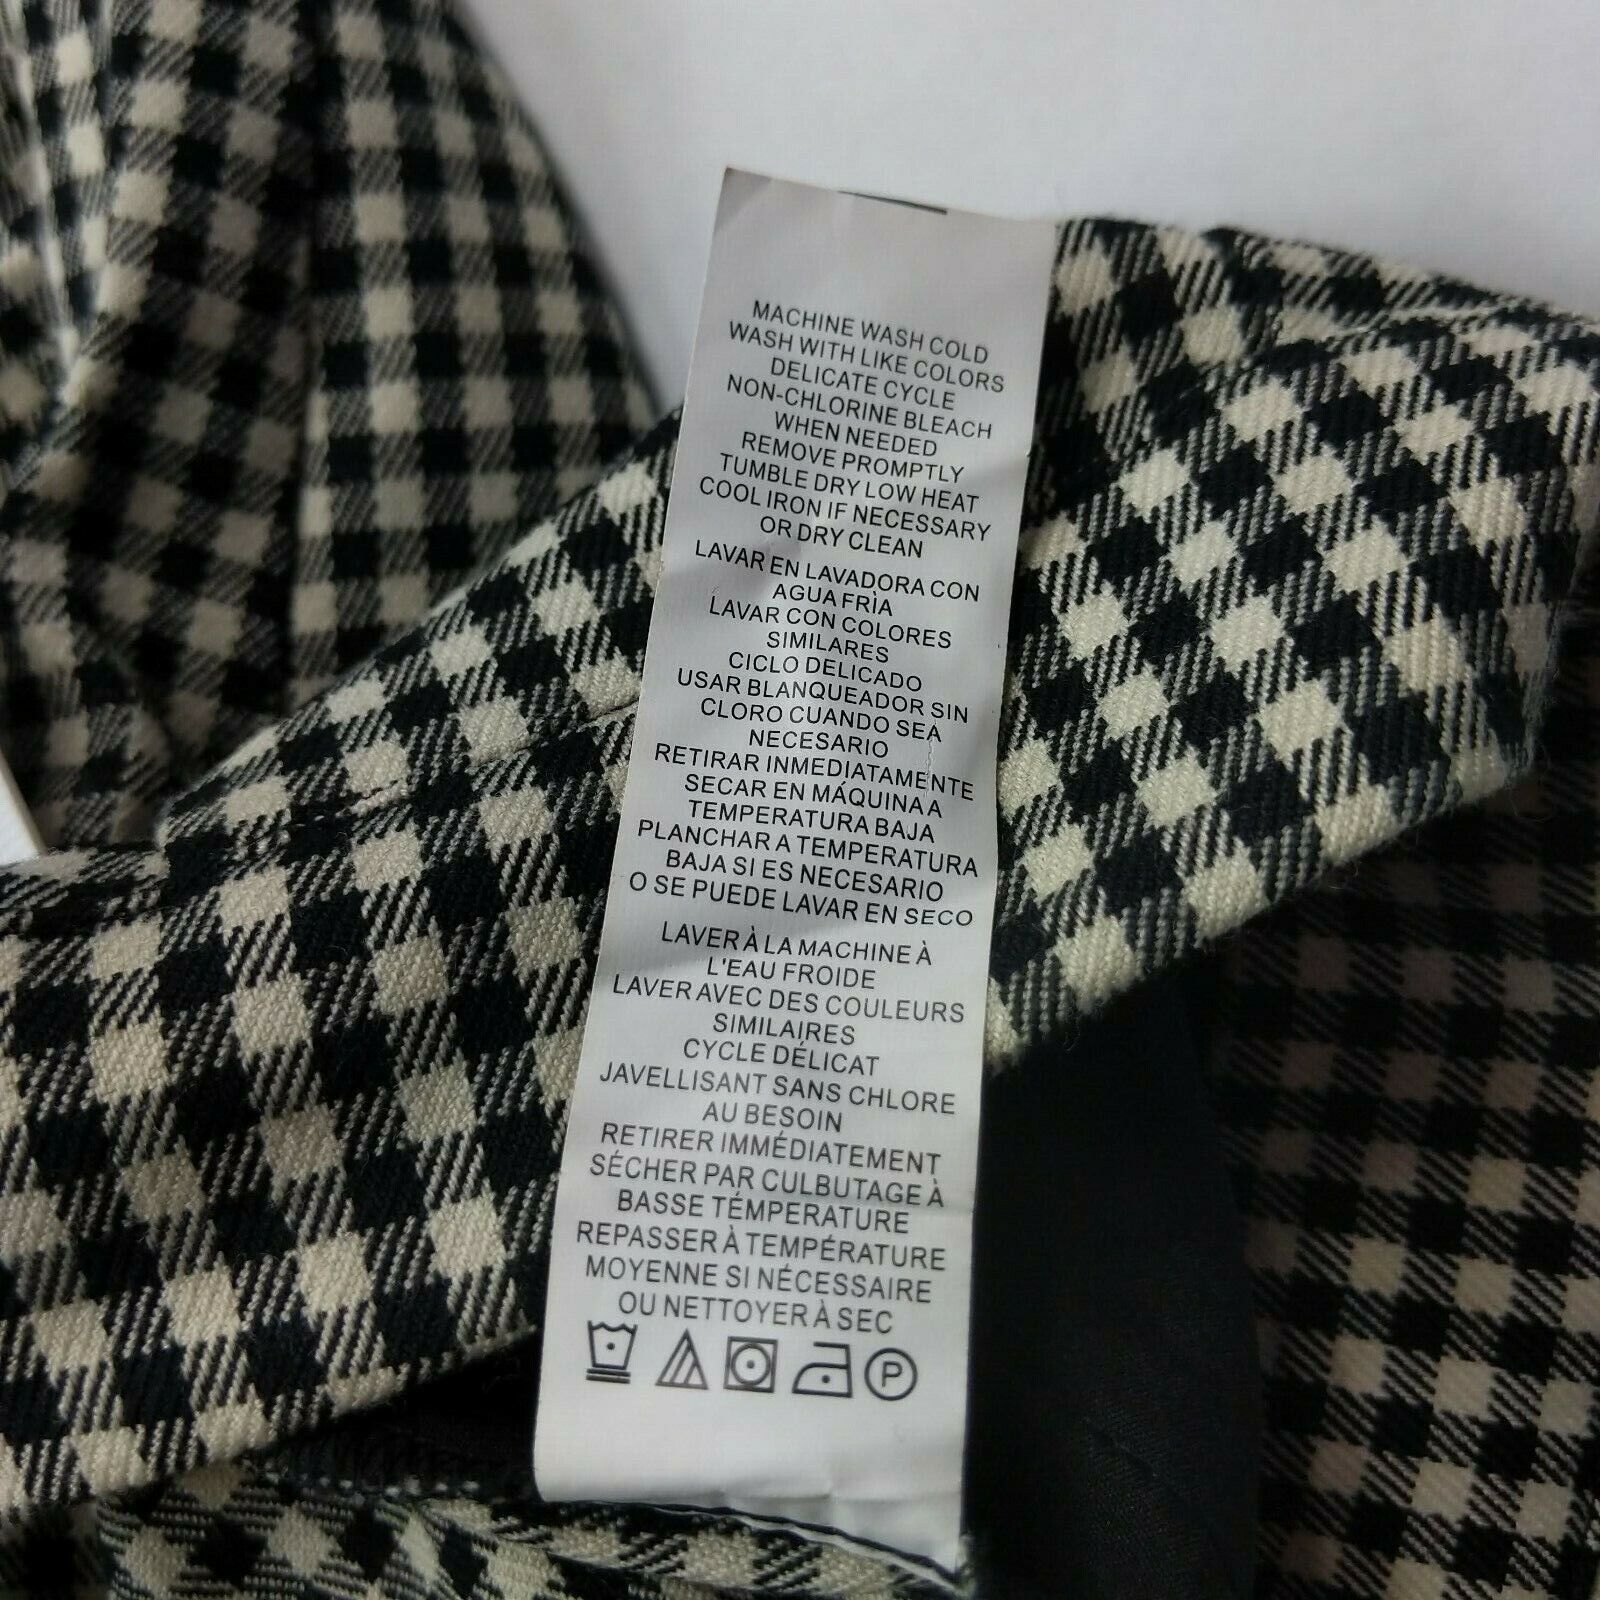 MACHINE WASH COLD
WASH WITH LIKE COLORS
DELICATE CYCLE
NON-CHLORINE BLEACH
WHEN NEEDED
REMOVE PROMPTLY
TUMBLE DRY LOW HEAT
COOL IRON IF NECESSARY
OR DRY CLEAN
LAVAR EN LAVADORA CON
AGUA FRÌA
LAVAR CON COLORES
SIMILARES
CICLO DELICADO
USAR BLANQUEADOR SIN
CLORO CUANDO SEÀ
NECESARIO
RETIRAR INMEDIATAMENTE
SECAR EN MÁQUINA A
TEMPERATURA BAJA
PLANCHAR A TEMPERATURA
BAJA SI ES NECESARIO
O SE PUEDE LAVAR EN SECO
LAVER À LA MACHINE À
L'EAU FROIDE
LAVER AVEC DES COULEURS
SIMILAIRES
CYCLE DÉLICAT
JAVELLISANT SANS CHLORE
AU BESOIN
RETIRER IMMÉDIATEMENT
SÉCHER PAR CULBUTAGE À
BASSE TÉMPERATURE
REPASSER À TEMPÉRATURE
MOYENNE SI NÉCESSAIRE
OU NETTOYER À SEC
P